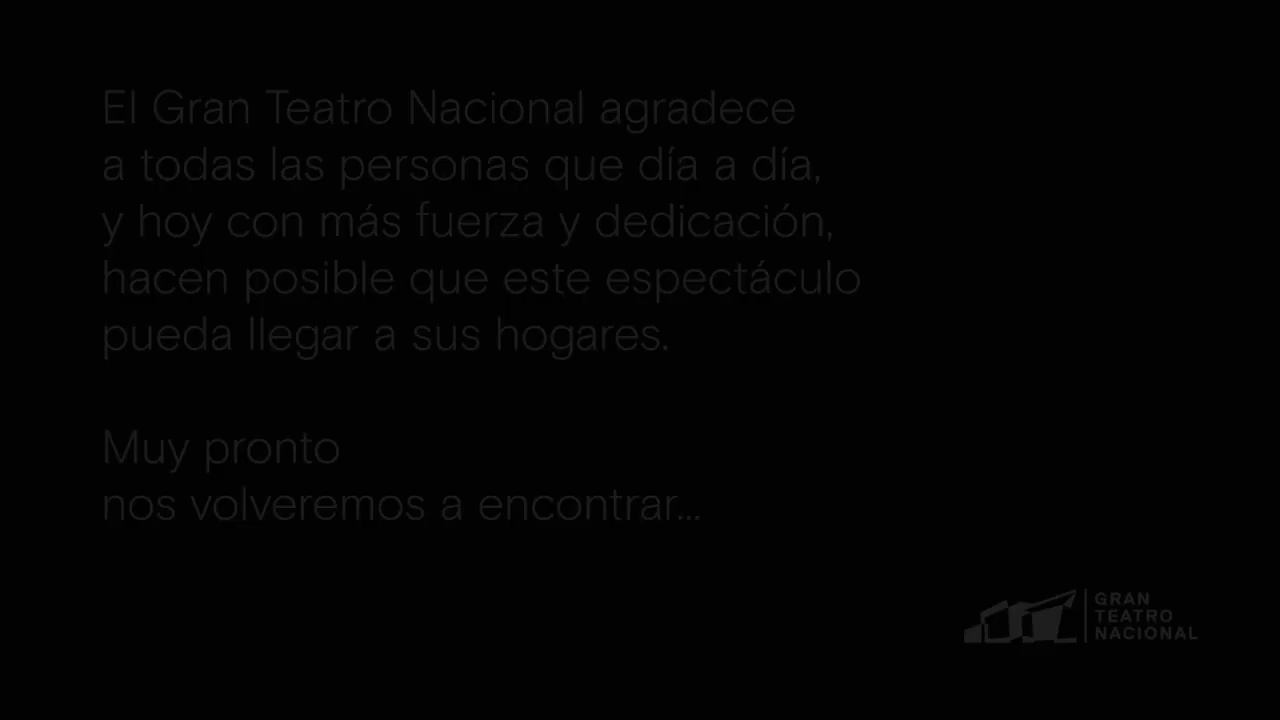 El Gran Teatro Nacional agradece
a todas las personas que día a día,
y hoy con más fuerza y dedicación,
hacen posible que este espectáculo
pueda llegar a sus hogares.
Muy pronto
nos volveremos a encontrar...
GRAN
TEATRO
NACIONAL